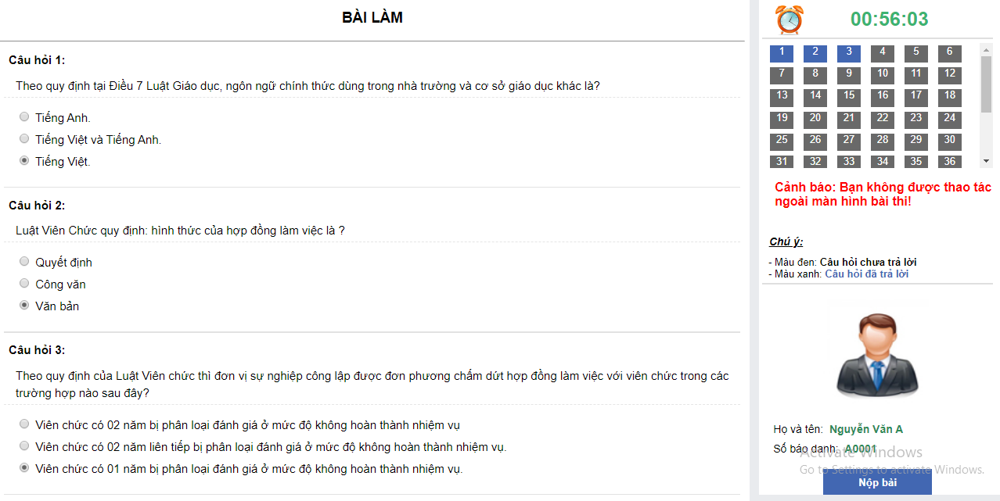 BÀI LÀM
Câu hỏi 1:
Theo quy định tại Điều 7 Luật Giáo dục, ngôn ngữ chính thức dùng trong nhà trường và cơ sở giáo dục khác là?
Tiếng Anh.
Tiếng Việt và Tiếng Anh.
Tiếng Việt.
Câu hỏi 2:
Luật Viên Chức quy định: hình thức của hợp đồng làm việc là ?
Quyết định
Công văn
Văn bản
Câu hỏi 3:
Theo quy định của Luật Viên chức thì đơn vị sự nghiệp công lập được đơn phương chấm dứt hợp đồng làm việc với viên chức trong các
trường hợp nào sau đây?
Viên chức có 02 năm bị phân loại đánh giá ở mức độ không hoàn thành nhiệm vụ
Viên chức có 02 năm liên tiếp bị phân loại đánh giá ở mức độ không hoàn thành nhiệm vụ.
Viên chức có 01 năm bị phân loại đánh giá ở mức độ không hoàn thành nhiệm vụ.
00:56:03
1 2 3 4 5 6
7 8 9 10 11 12
13 14 15 16 17 18
19 20 21 22 23 24
25 26 27 28 29 30
31 32 33 34 35 36
Cảnh báo: Bạn không được thao tác
ngoài màn hình bài thi!
Chú ý:
- Màu đen: Câu hỏi chưa trả lời
- Màu xanh: Câu hỏi đã trả lời
Họ và tên: Nguyễn Văn A
Số báo danh: A0001
Activate Windows
Go to Settings to activate Windows.
Nộp bài